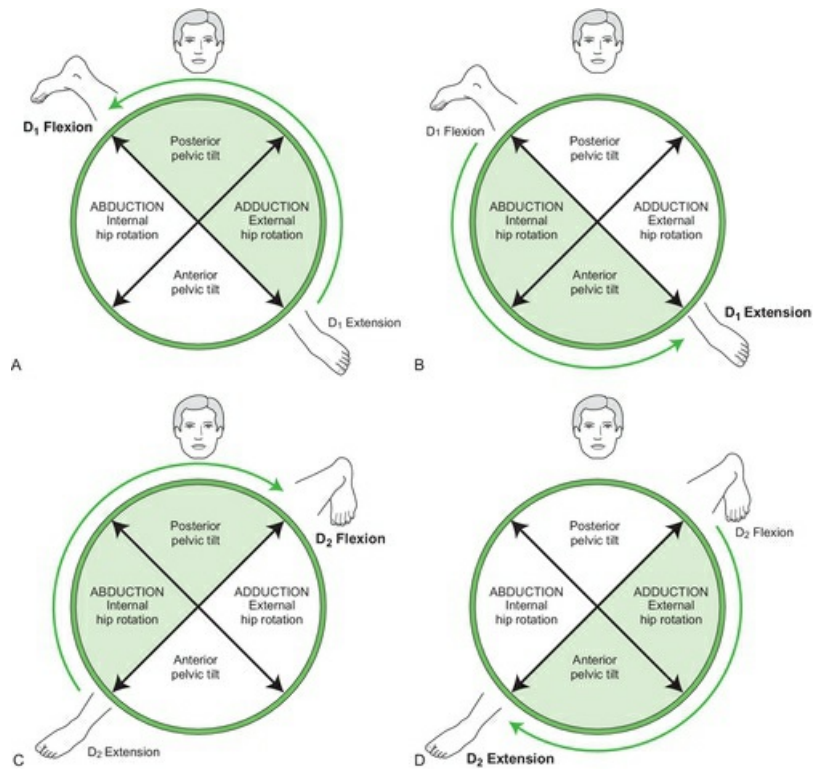 D1 Flexion
Posterior
pelvic tilt
ABDUCTION
Internal
hip rotation
ADDUCTION
External
hip rotation
Anterior
pelvic tilt
D1 Extension
A
D1 Flexion
Posterior
pelvic tilt
ABDUCTION
Internal
hip rotation
ADDUCTION
External
hip rotation
Anterior
pelvic tilt
D1 Extension
B
Posterior
pelvic tilt
D2 Flexion
ABDUCTION
Internal
hip rotation
ADDUCTION
External
hip rotation
Anterior
pelvic tilt
D2 Extension
C
Posterior
pelvic tilt
D2 Flexion
ABDUCTION
Internal
hip rotation
ADDUCTION
External
hip rotation
Anterior
pelvic tilt
D2 Extension
D